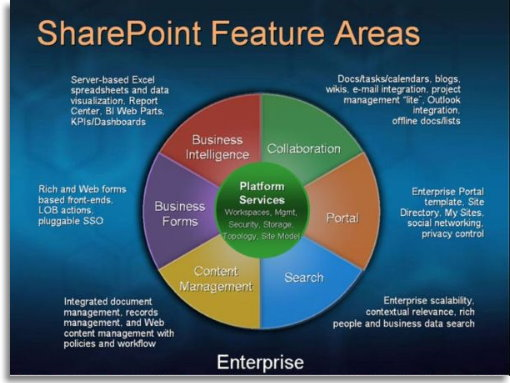 SharePoint Feature Areas
Server-based Excel
spreadsheets and data
visualization, Report
Center, BI Web Parts,
KPIs/Dashboards
Docs/tasks/calendars, blogs,
wikis, e-mail integration, project
management "lite", Outlook
integration,
offline docs/lists
Business
Intelligence
Collaboration
Rich and Web forms
based front-ends,
LOB actions,
pluggable SSO
Business
Forms
Platform
Services
Workspaces, Mgmt,
Security, Storage,
Topology, Site Model
Portal
Enterprise Portal
template, Site
Directory, My Sites,
social networking,
privacy control
Content
Management
Search
Integrated document
management, records
management, and Web
content management with
policies and workflow
Enterprise scalability,
contextual relevance, rich
people and business data search
Enterprise